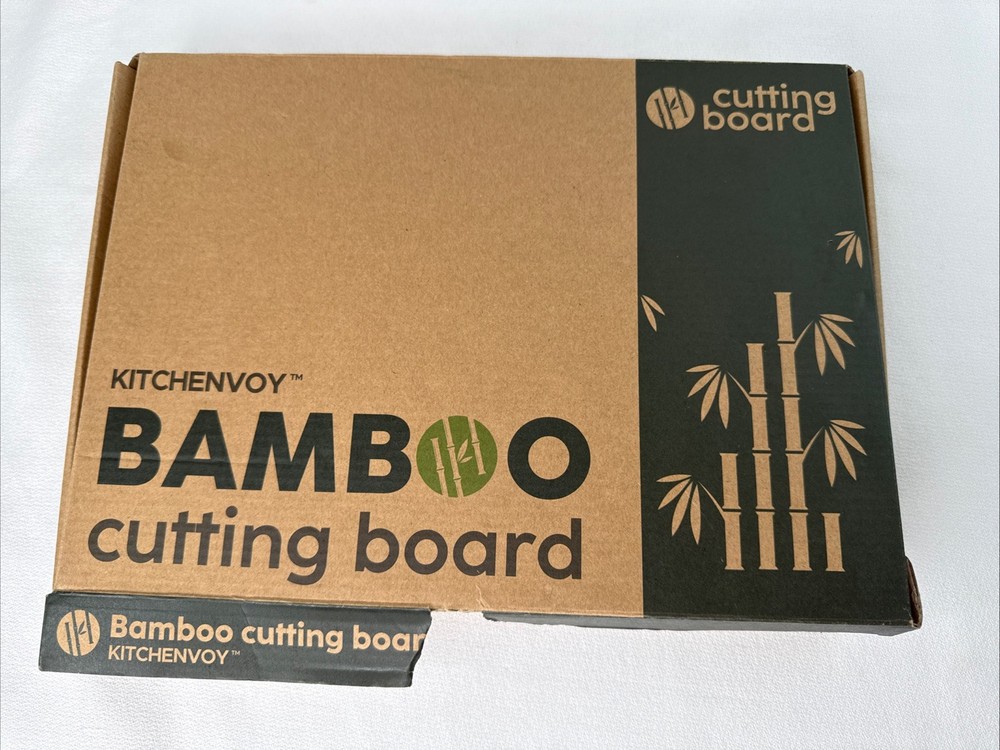 cutting
board
KITCHENVOY™
BAMBOO
cutting board
Bamboo cutting boar
KITCHENVOY™